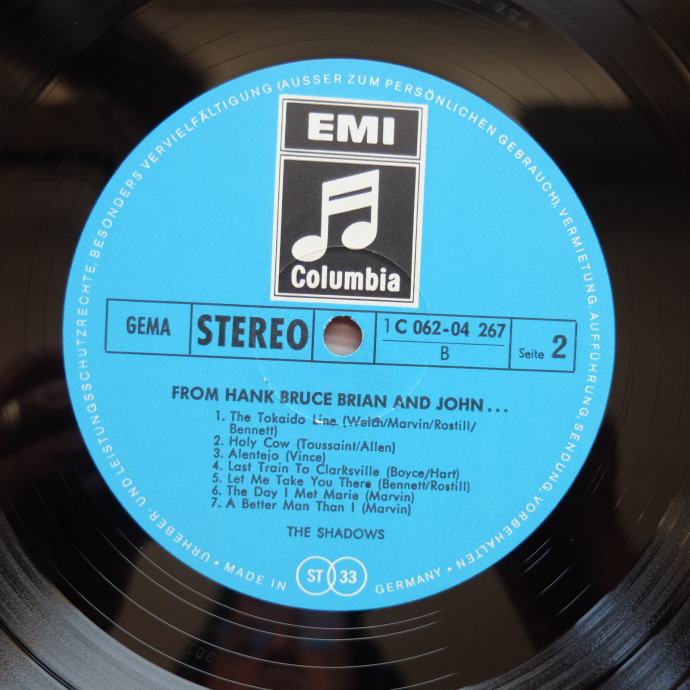 URHEBER- UND LEISTUNGSSCHUTZRECHTE, BESONDERS VERVIELFÄLTIGUNG (AUSSER ZUM PERSÖNLICHEN GEBRAUCH), VERMIETUNG, AUFFÜHRUNG, SENDUNG, VORBEHALTEN •
EMI
Columbia
GEMA
STEREO
1 C 062-04 267
B
Seite 2
FROM HANK BRUCE BRIAN AND JOHN...
1. The Tokaido Line (Welch/Marvin/Rostill/
Bennett)
2. Holy Cow (Toussaint/Allen)
3. Alentejo (Vince)
4. Last Train To Clarksville (Boyce/Hart)
5. Let Me Take You There (Bennett/Rostill)
6. The Day I Met Marie (Marvin)
7. A Better Man Than I (Marvin)
THE SHADOWS
• MADE IN
ST 33
GERMANY